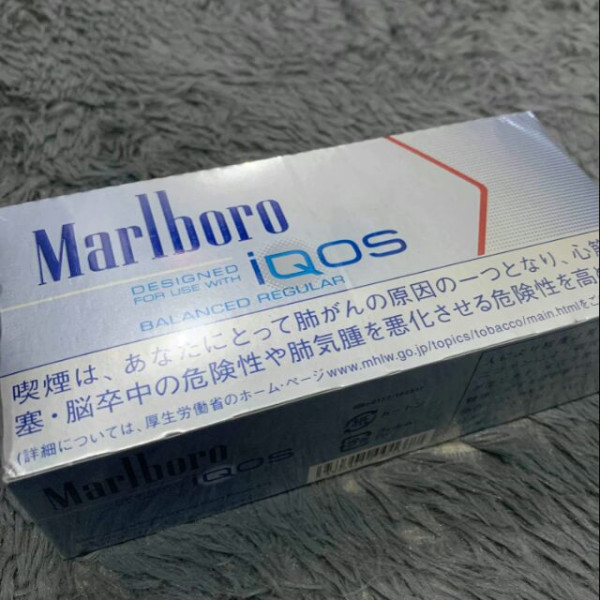 Marlboro
DESIGNED
FOR USE WITH
iQOS
BALANCED REGULAR
喫煙は、あなたにとって肺がんの原因の一つとなり、心筋
塞・脳卒中の危険性や肺気腫を悪化させる危険性を高め
(詳細については、厚生労働省のホーム・ページwww.mhlw.go.jp/topics/tobacco/main.htmlをご
Marlboro
iQOS